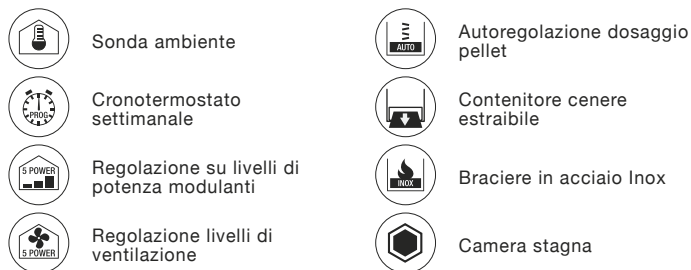 Sonda ambiente
PROG.
Cronotermostato
settimanale
5 POWER
Regolazione su livelli di
potenza modulanti
5 POWER
Regolazione livelli di
ventilazione
AUTO
Autoregolazione dosaggio
pellet
Contenitore cenere
estraibile
INOX
Braciere in acciaio Inox
Camera stagna